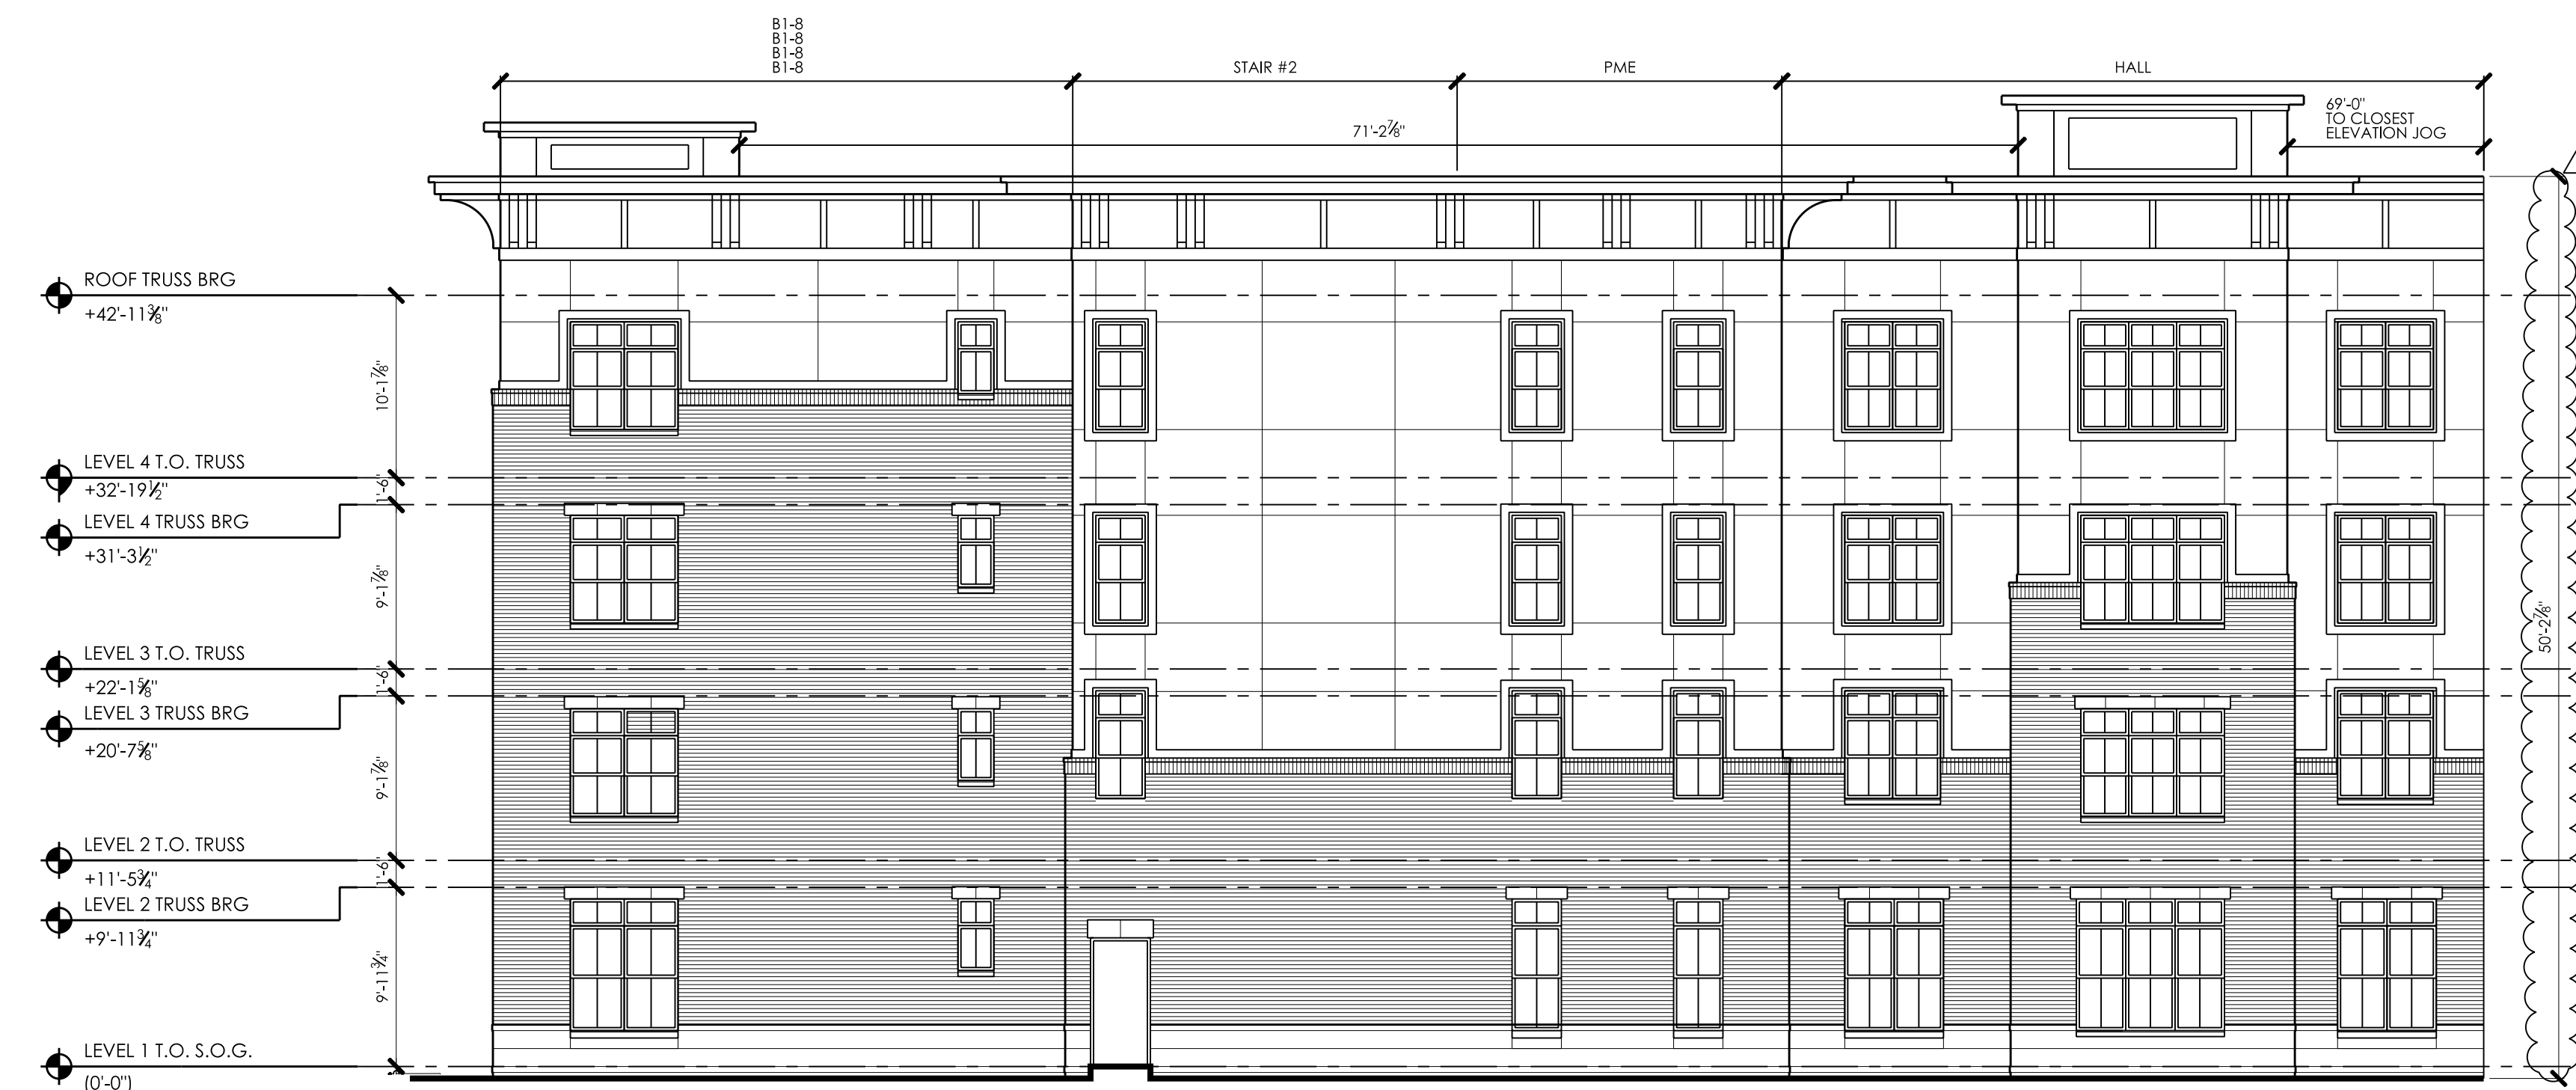 B1-8
B1-8
B1-8
B1-8
STAIR #2
PME
HALL
71'-2⅞"
69'-0"
TO CLOSEST
ELEVATION JOG
ROOF TRUSS BRG
+42'-11⅜"
10'-1⅞"
LEVEL 4 T.O. TRUSS
+32'-19½"
1'-6"
LEVEL 4 TRUSS BRG
+31'-3½"
9'-1⅞"
LEVEL 3 T.O. TRUSS
+22'-1⅝"
1'-6"
LEVEL 3 TRUSS BRG
+20'-7⅝"
9'-1⅞"
LEVEL 2 T.O. TRUSS
+11'-5¾"
1'-6"
LEVEL 2 TRUSS BRG
+9'-11¾"
9'-11¾"
LEVEL 1 T.O. S.O.G.
(0'-0")
50'-2⅞"